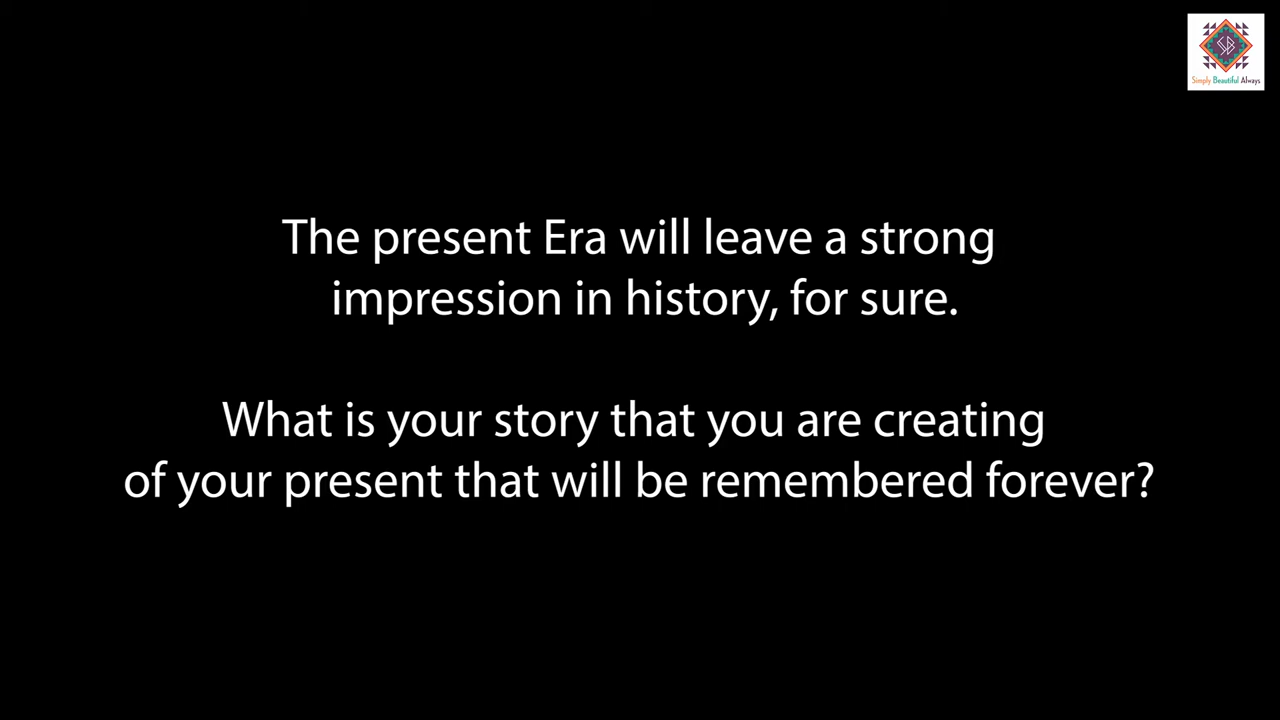 SB
Simply Beautiful Always
The present Era will leave a strong
impression in history, for sure.
What is your story that you are creating
of your present that will be remembered forever?